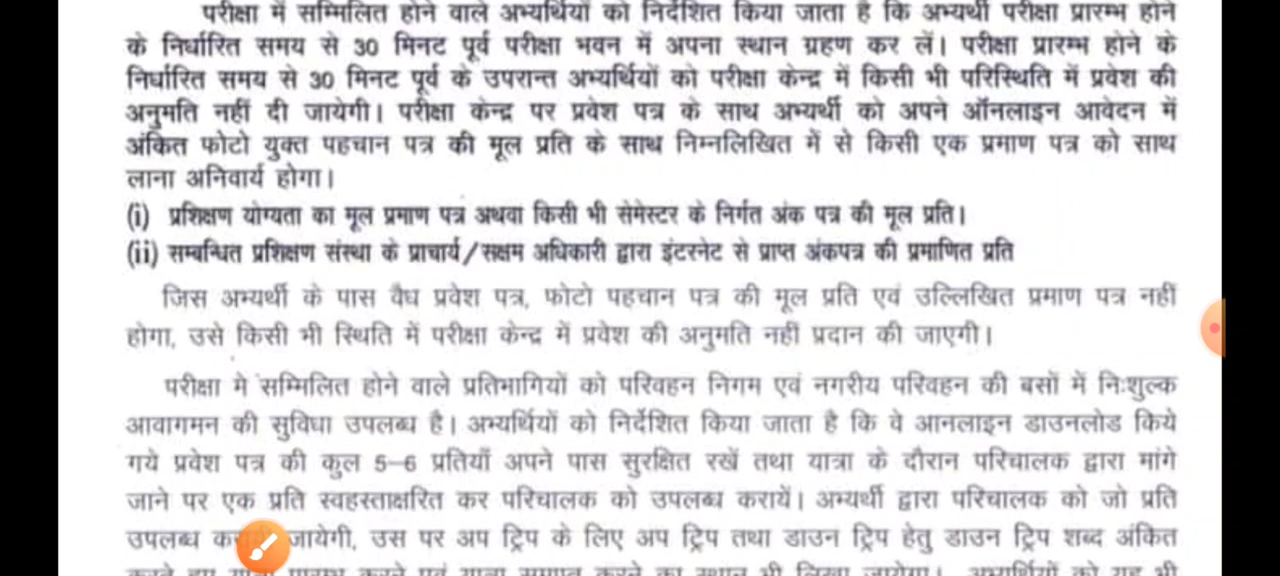 परीक्षा में सम्मिलित होने वाले अभ्यर्थियों को निर्देशित किया जाता है कि अभ्यर्थी परीक्षा प्रारम्भ होने
के निर्धारित समय से 30 मिनट पूर्व परीक्षा भवन में अपना स्थान ग्रहण कर लें। परीक्षा प्रारम्भ होने के
निर्धारित समय से 30 मिनट पूर्व के उपरान्त अभ्यर्थियों को परीक्षा केन्द्र में किसी भी परिस्थिति में प्रवेश की
अनुमति नहीं दी जायेगी। परीक्षा केन्द्र पर प्रवेश पत्र के साथ अभ्यर्थी को अपने ऑनलाइन आवेदन में
अंकित फोटो युक्त पहचान पत्र की मूल प्रति के साथ निम्नलिखित में से किसी एक प्रमाण पत्र को साथ
लाना अनिवार्य होगा।
(i) प्रशिक्षण योग्यता का मूल प्रमाण पत्र अथवा किसी भी सेमेस्टर के निर्गत अंक पत्र की मूल प्रति।
(ii) सम्बन्धित प्रशिक्षण संस्था के प्राचार्य/सक्षम अधिकारी द्वारा इंटरनेट से प्राप्त अंकपत्र की प्रमाणित प्रति
जिस अभ्यर्थी के पास वैध प्रवेश पत्र, फोटो पहचान पत्र की मूल प्रति एवं उल्लिखित प्रमाण पत्र नहीं
होगा, उसे किसी भी स्थिति में परीक्षा केन्द्र में प्रवेश की अनुमति नहीं प्रदान की जाएगी।
परीक्षा मे सम्मिलित होने वाले प्रतिभागियों को परिवहन निगम एवं नगरीय परिवहन की बसों में निःशुल्क
आवागमन की सुविधा उपलब्ध है। अभ्यर्थियों को निर्देशित किया जाता है कि वे आनलाइन डाउनलोड किये
गये प्रवेश पत्र की कुल 5–6 प्रतियाँ अपने पास सुरक्षित रखें तथा यात्रा के दौरान परिचालक द्वारा मांगे
जाने पर एक प्रति स्वहस्ताक्षरित कर परिचालक को उपलब्ध करायें। अभ्यर्थी द्वारा परिचालक को जो प्रति
उपलब्ध जायेगी, उस पर अप ट्रिप के लिए अप ट्रिप तथा डाउन ट्रिप हेतु डाउन ट्रिप शब्द अंकित